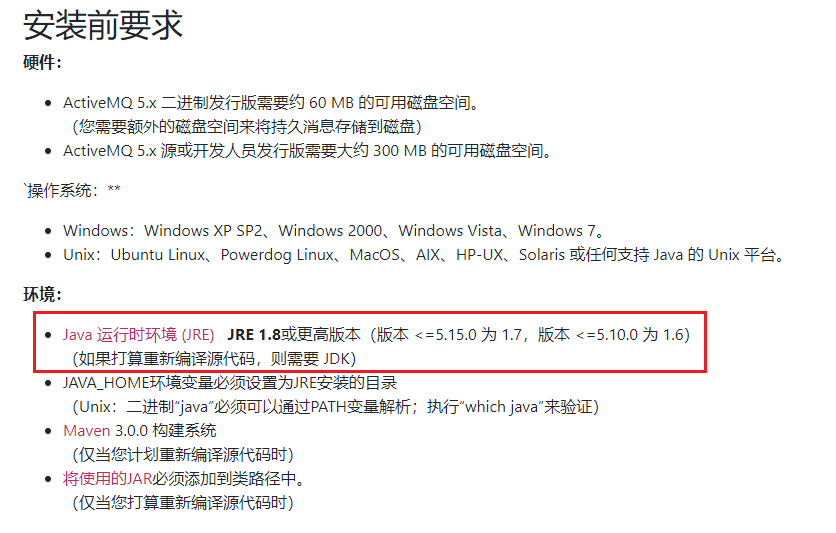 安装前要求
硬件：
ActiveMQ 5.x 二进制发行版需要约 60 MB 的可用磁盘空间。
（您需要额外的磁盘空间来将持久消息存储到磁盘）
ActiveMQ 5.x 源或开发人员发行版需要大约 300 MB 的可用磁盘空间。
`操作系统：**
Windows：Windows XP SP2、Windows 2000、Windows Vista、Windows 7。
Unix：Ubuntu Linux、Powerdog Linux、MacOS、AIX、HP-UX、Solaris 或任何支持 Java 的 Unix 平台。
环境：
Java 运行时环境 (JRE) JRE 1.8或更高版本（版本 <=5.15.0 为 1.7，版本 <=5.10.0 为 1.6）
（如果打算重新编译源代码，则需要 JDK）
JAVA_HOME环境变量必须设置为JRE安装的目录
（Unix：二进制“java”必须可以通过PATH变量解析；执行“which java”来验证）
Maven 3.0.0 构建系统
（仅当您计划重新编译源代码时）
将使用的JAR必须添加到类路径中。
（仅当您打算重新编译源代码时）